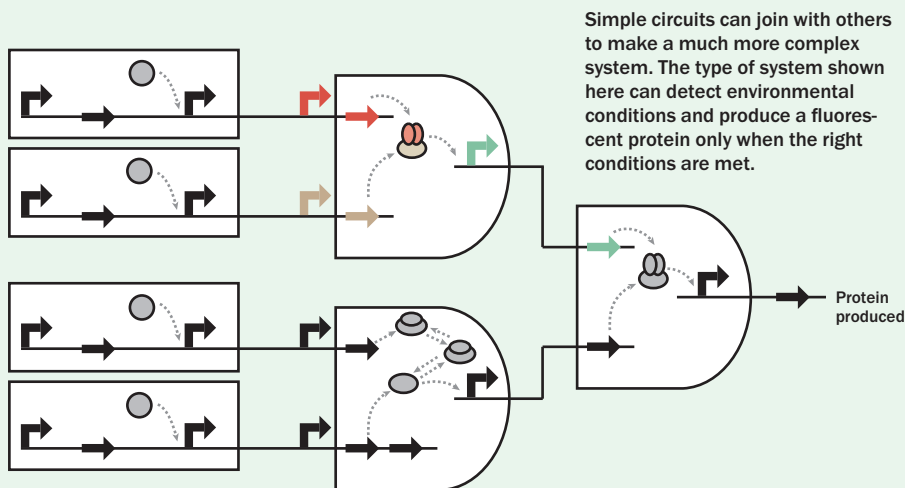 Simple circuits can join with others
to make a much more complex
system. The type of system shown
here can detect environmental
conditions and produce a fluores-
cent protein only when the right
conditions are met.
Protein
produced